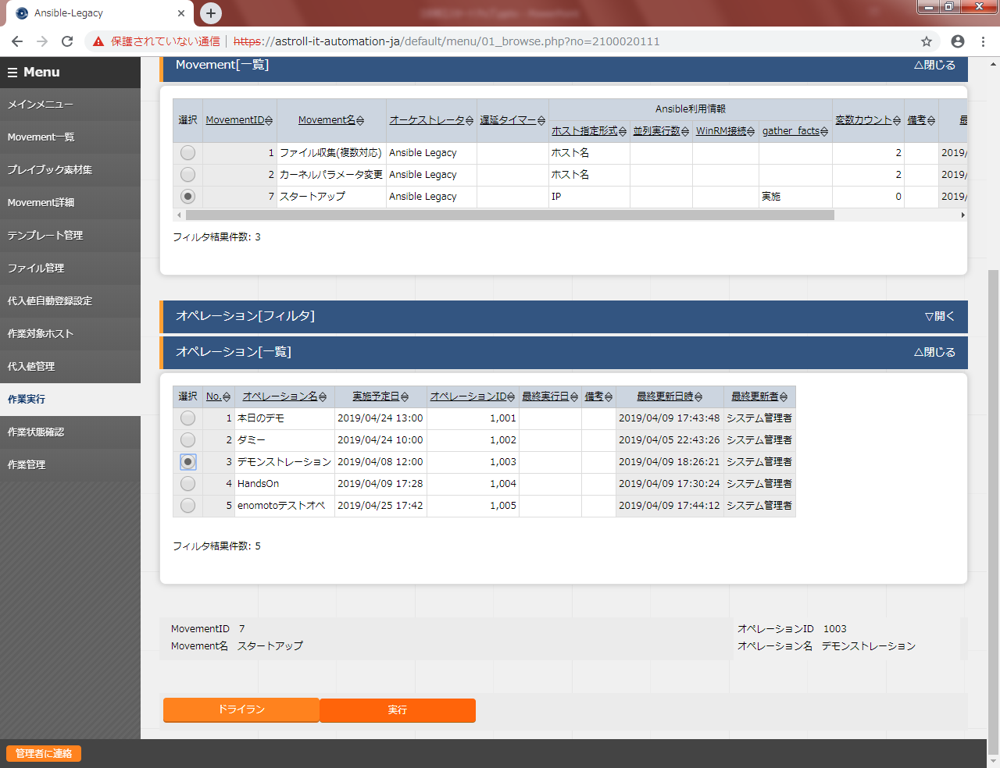 Ansible-Legacy
保護されていない通信 https://astroll-it-automation-ja/default/menu/01_browse.php?no=2100020111
Menu
メインメニュー
Movement一覧
プレイブック素材集
Movement詳細
テンプレート管理
ファイル管理
代入値自動登録設定
作業対象ホスト
代入値管理
作業実行
作業状態確認
作業管理
管理者に連絡
Movement[一覧] △閉じる
選択 MovementID Movement名 オーケストレータ 遅延タイマー Ansible利用情報 変数カウント 備考 最
ホスト指定形式 並列実行数 WinRM接続 gather_facts
1 ファイル収集(複数対応) Ansible Legacy ホスト名 2 2019/
2 カーネルパラメータ変更 Ansible Legacy ホスト名 2 2019/
7 スタートアップ Ansible Legacy IP 実施 0 2019/
フィルタ結果件数: 3
オペレーション[フィルタ] ▽開く
オペレーション[一覧] △閉じる
選択 No. オペレーション名 実施予定日 オペレーションID 最終実行日 備考 最終更新日時 最終更新者
1 本日のデモ 2019/04/24 13:00 1,001 2019/04/09 17:43:48 システム管理者
2 ダミー 2019/04/24 10:00 1,002 2019/04/05 22:43:26 システム管理者
3 デモンストレーション 2019/04/08 12:00 1,003 2019/04/09 18:26:21 システム管理者
4 HandsOn 2019/04/09 17:28 1,004 2019/04/09 17:30:24 システム管理者
5 enomotoテストオペ 2019/04/25 17:42 1,005 2019/04/09 17:44:12 システム管理者
フィルタ結果件数: 5
MovementID 7 オペレーションID 1003
Movement名 スタートアップ オペレーション名 デモンストレーション
ドライラン 実行